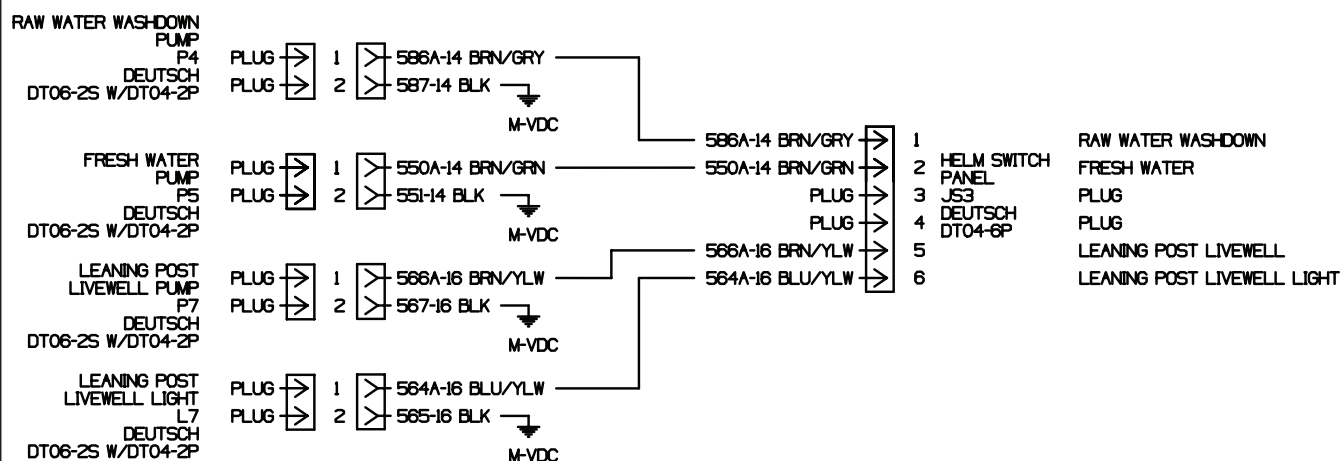 RAW WATER WASHDOWN
PUMP
P4
DEUTSCH
DT06-2S W/DT04-2P
PLUG 1 586A-14 BRN/GRY
PLUG 2 587-14 BLK
M-VDC
FRESH WATER
PUMP
P5
DEUTSCH
DT06-2S W/DT04-2P
PLUG 1 550A-14 BRN/GRN
PLUG 2 551-14 BLK
M-VDC
LEANING POST
LIVEWELL PUMP
P7
DEUTSCH
DT06-2S W/DT04-2P
PLUG 1 566A-16 BRN/YLW
PLUG 2 567-16 BLK
M-VDC
LEANING POST
LIVEWELL LIGHT
L7
DEUTSCH
DT06-2S W/DT04-2P
PLUG 1 564A-16 BLU/YLW
PLUG 2 565-16 BLK
M-VDC
586A-14 BRN/GRY 1 RAW WATER WASHDOWN
550A-14 BRN/GRN 2 FRESH WATER
PLUG 3 PLUG
PLUG 4 PLUG
566A-16 BRN/YLW 5 LEANING POST LIVEWELL
564A-16 BLU/YLW 6 LEANING POST LIVEWELL LIGHT
HELM SWITCH
PANEL
JS3
DEUTSCH
DT04-6P